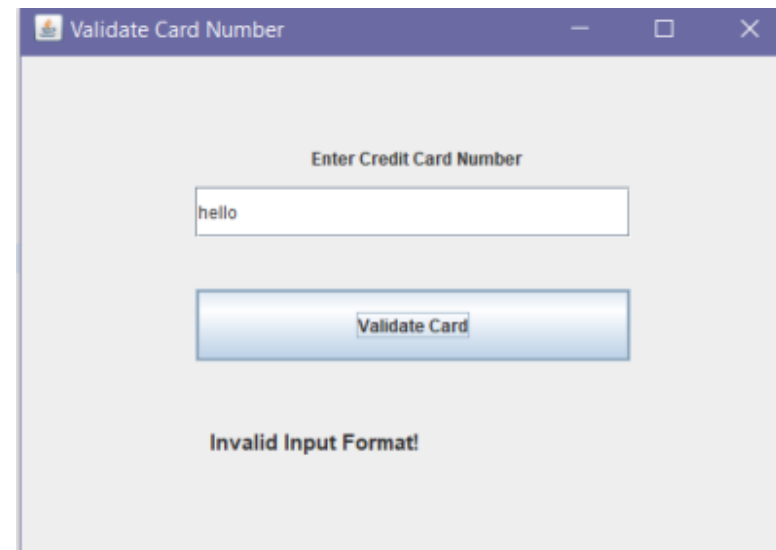 Validate Card Number
Enter Credit Card Number
hello
Validate Card
Invalid Input Format!